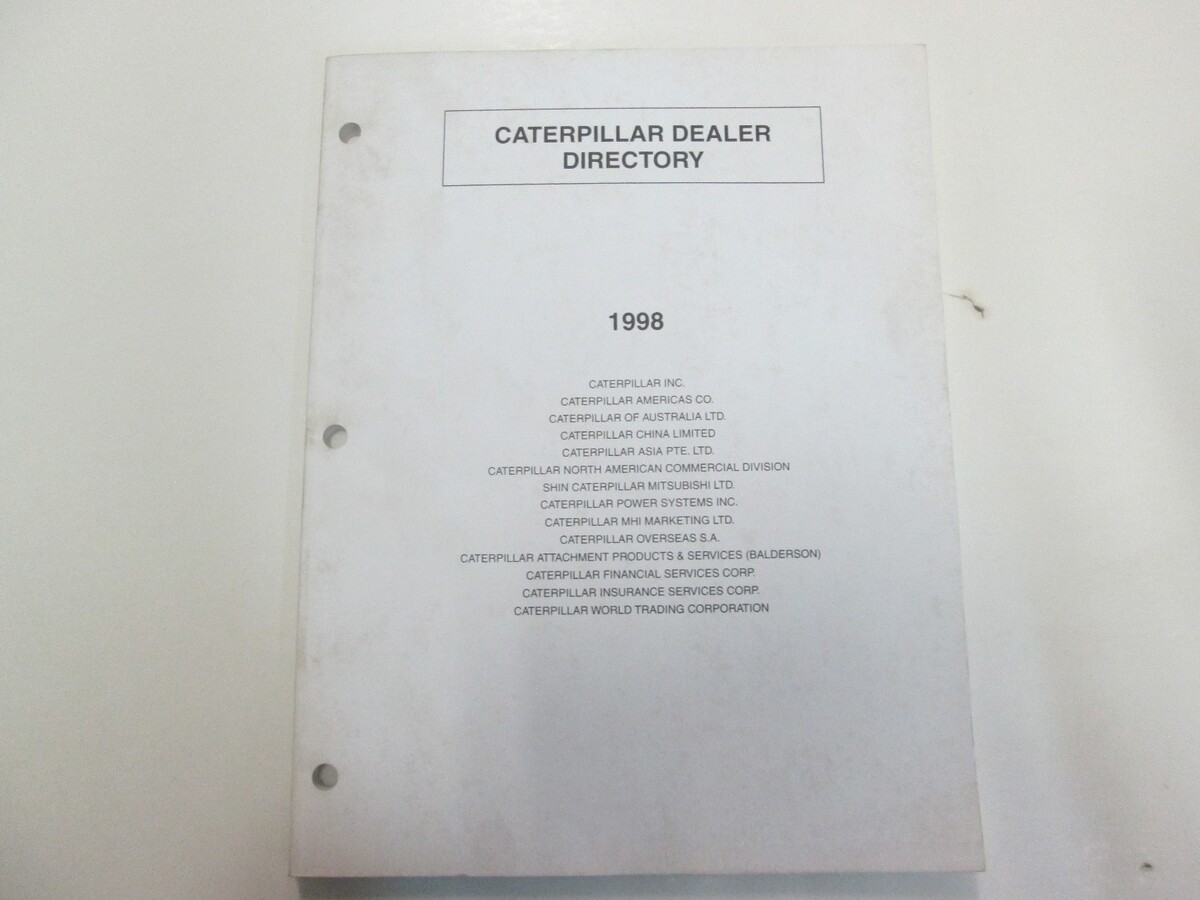 CATERPILLAR DEALER
DIRECTORY
1998
CATERPILLAR INC.
CATERPILLAR AMERICAS CO.
CATERPILLAR OF AUSTRALIA LTD.
CATERPILLAR CHINA LIMITED
CATERPILLAR ASIA PTE. LTD.
CATERPILLAR NORTH AMERICAN COMMERCIAL DIVISION
SHIN CATERPILLAR MITSUBISHI LTD.
CATERPILLAR POWER SYSTEMS INC.
CATERPILLAR MHI MARKETING LTD.
CATERPILLAR OVERSEAS S.A.
CATERPILLAR ATTACHMENT PRODUCTS & SERVICES (BALDERSON)
CATERPILLAR FINANCIAL SERVICES CORP.
CATERPILLAR INSURANCE SERVICES CORP.
CATERPILLAR WORLD TRADING CORPORATION